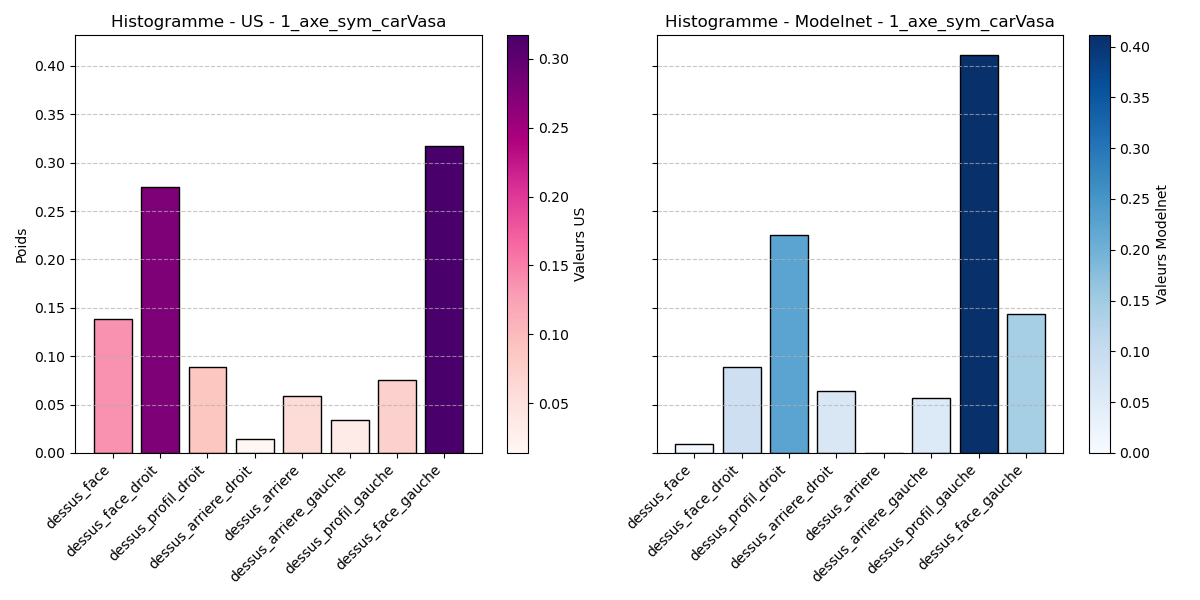 Histogramme - US - 1_axe_sym_carVasa
Poids
0.40
0.35
0.30
0.25
0.20
0.15
0.10
0.05
0.00
dessus_face
dessus_face_droit
dessus_profil_droit
dessus_arriere_droit
dessus_arriere
dessus_arriere_gauche
dessus_profil_gauche
dessus_face_gauche
0.30
0.25
0.20
0.15
0.10
0.05
Valeurs US
Histogramme - Modelnet - 1_axe_sym_carVasa
dessus_face
dessus_face_droit
dessus_profil_droit
dessus_arriere_droit
dessus_arriere
dessus_arriere_gauche
dessus_profil_gauche
dessus_face_gauche
0.40
0.35
0.30
0.25
0.20
0.15
0.10
0.05
0.00
Valeurs Modelnet